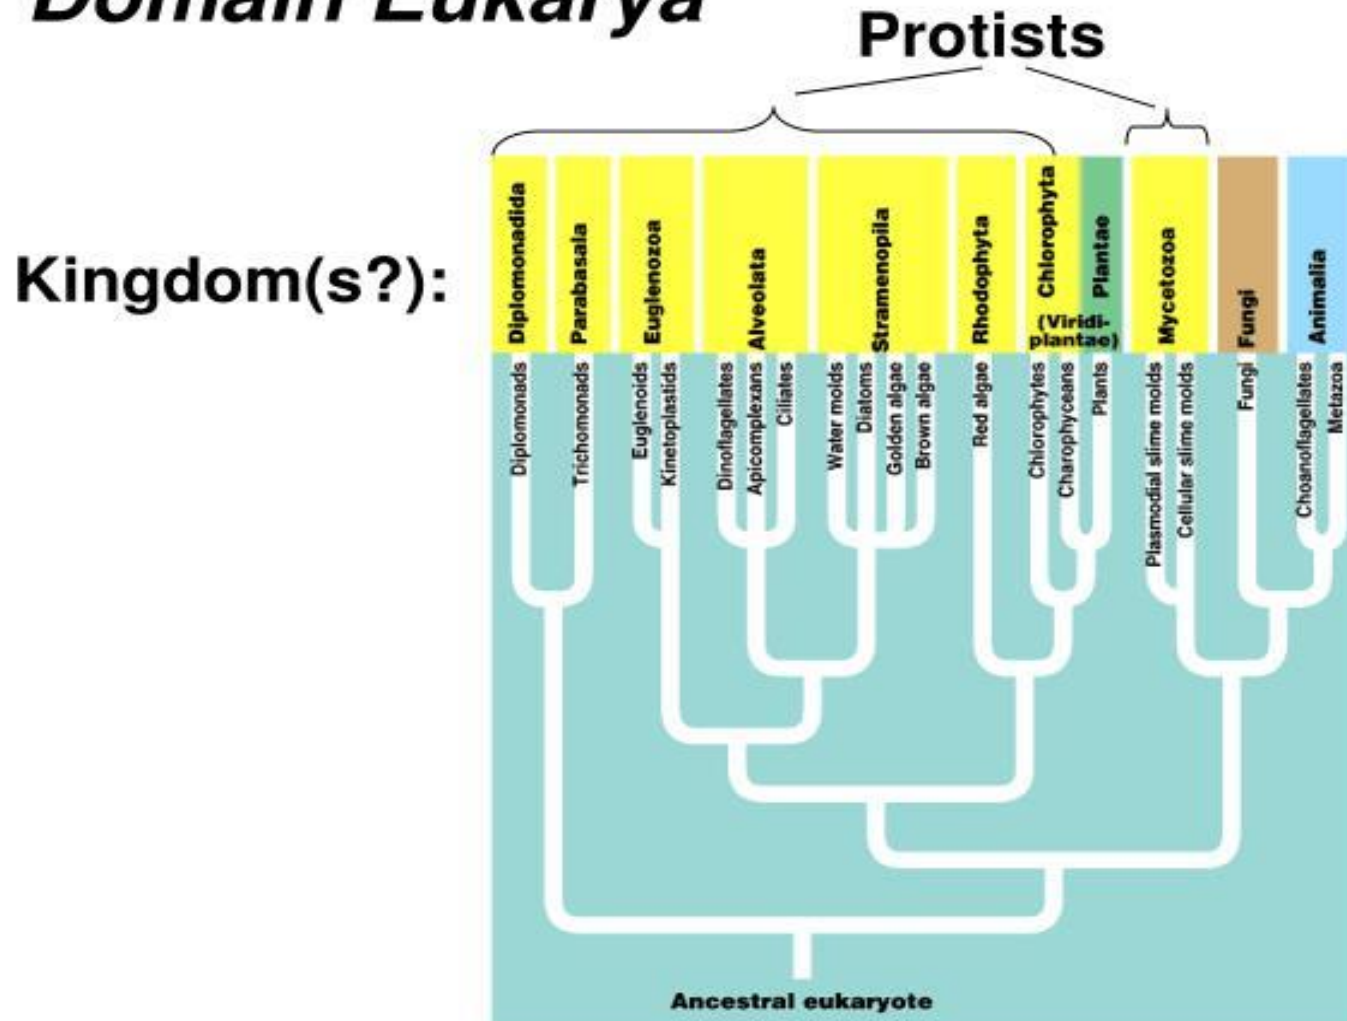 Domain Eukarya
Protists
Kingdom(s?):
Diplomonadida
Parabasala
Euglenozoa
Alveolata
Stramenopila
Rhodophyta
Chlorophyta
Plantae
(Viridi-
plantae)
Mycetozoa
Fungi
Animalia
Diplomonads
Trichomonads
Euglenoids
Kinetoplastids
Dinoflagellates
Apicomplexans
Ciliates
Water molds
Diatoms
Golden algae
Brown algae
Red algae
Chlorophytes
Charophyceans
Plants
Plasmodial slime molds
Cellular slime molds
Fungi
Choanoflagellates
Metazoa
Ancestral eukaryote